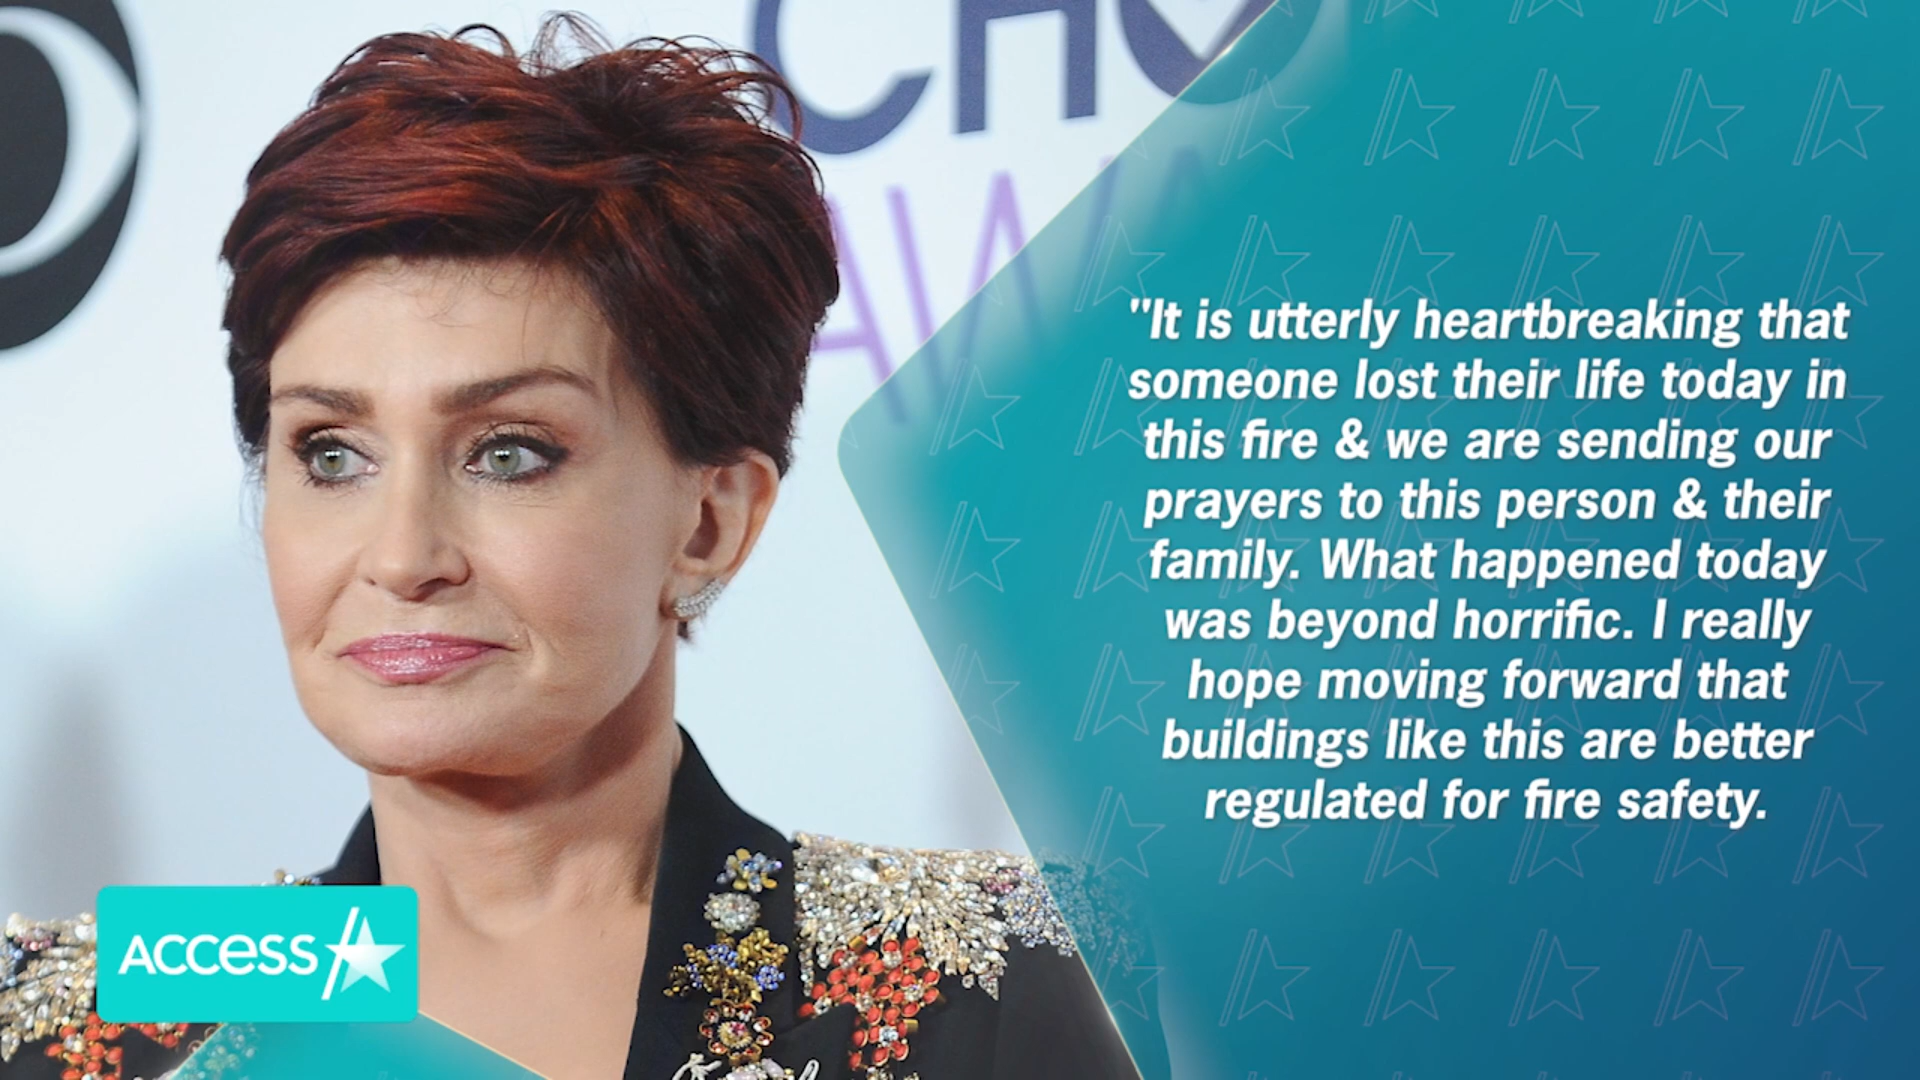 CHO
AWA
"It is utterly heartbreaking that
someone lost their life today in
this fire & we are sending our
prayers to this person & their
family. What happened today
was beyond horrific. I really
hope moving forward that
buildings like this are better
regulated for fire safety.
ACCESS